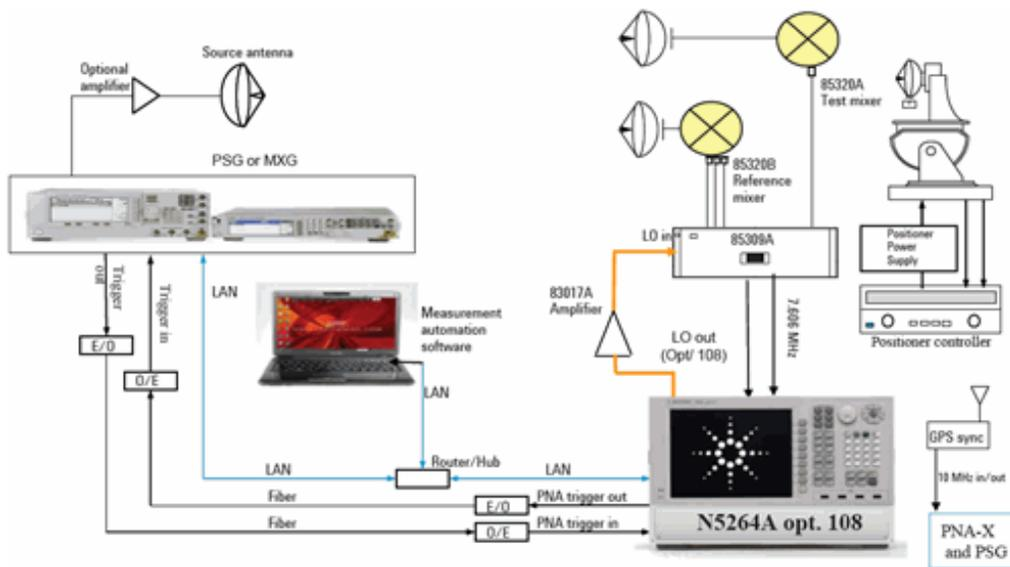 Optional
amplifier
Source antenna
PSG or MXG
85320A
Test mixer
85320B
Reference
mixer
LO in
85309A
Positioner
Power
Supply
Positioner controller
Trigger
out
Trigger in
LAN
E/O
O/E
Measurement
automation
software
LAN
83017A
Amplifier
LO out
(Opt/ 108)
7.606 MHz
GPS sync
10 MHz in/out
PNA-X
and PSG
LAN
Router/Hub
LAN
Fiber
E/O
PNA trigger out
Fiber
O/E
PNA trigger in
N5264A opt. 108